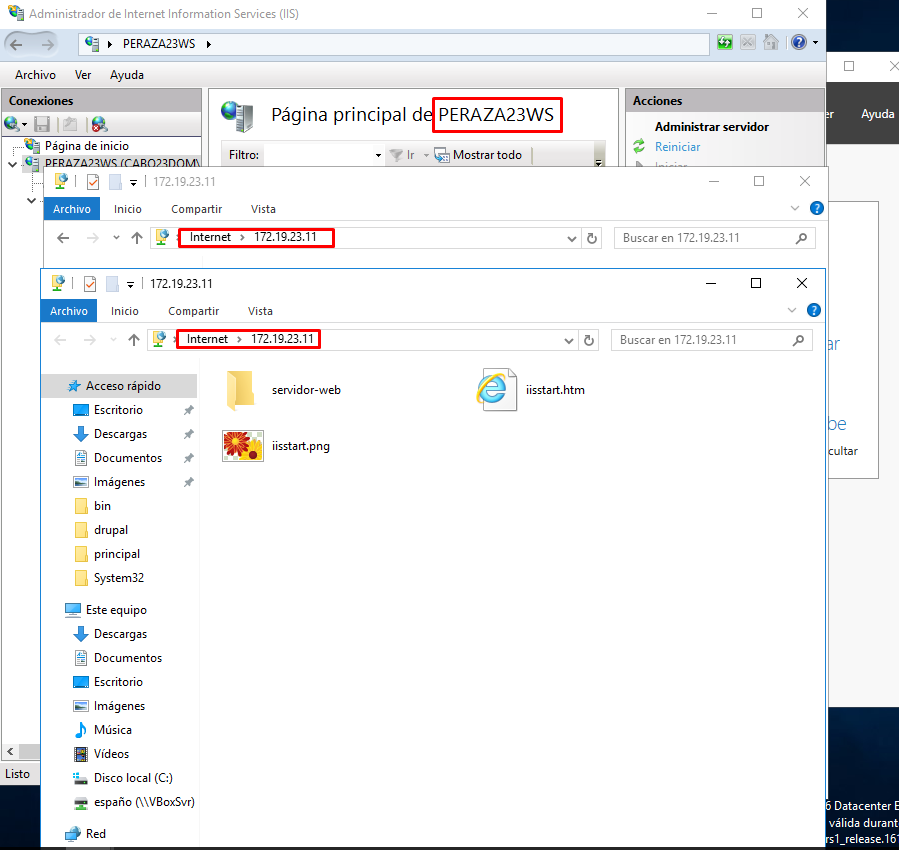 Administrador de Internet Information Services (IIS)
PERAZA23WS
Archivo Ver Ayuda
Conexiones
Página de inicio
PERAZA23WS (CABO23DOM\
Página principal de PERAZA23WS
Filtro: Ir Mostrar todo
Acciones
Administrar servidor
Reiniciar
Iniciar
Ayuda
172.19.23.11
Archivo Inicio Compartir Vista
Internet 172.19.23.11
Buscar en 172.19.23.11
172.19.23.11
Archivo Inicio Compartir Vista
Internet 172.19.23.11
Buscar en 172.19.23.11
Acceso rápido
Escritorio
Descargas
Documentos
Imágenes
bin
drupal
principal
System32
Este equipo
Descargas
Documentos
Escritorio
Imágenes
Música
Vídeos
Disco local (C:)
españo (\\VBoxSvr)
Red
servidor-web
iisstart.htm
iisstart.png
ar
be
cultar
Listo
6 Datacenter E
válida durant
rs1_release.161